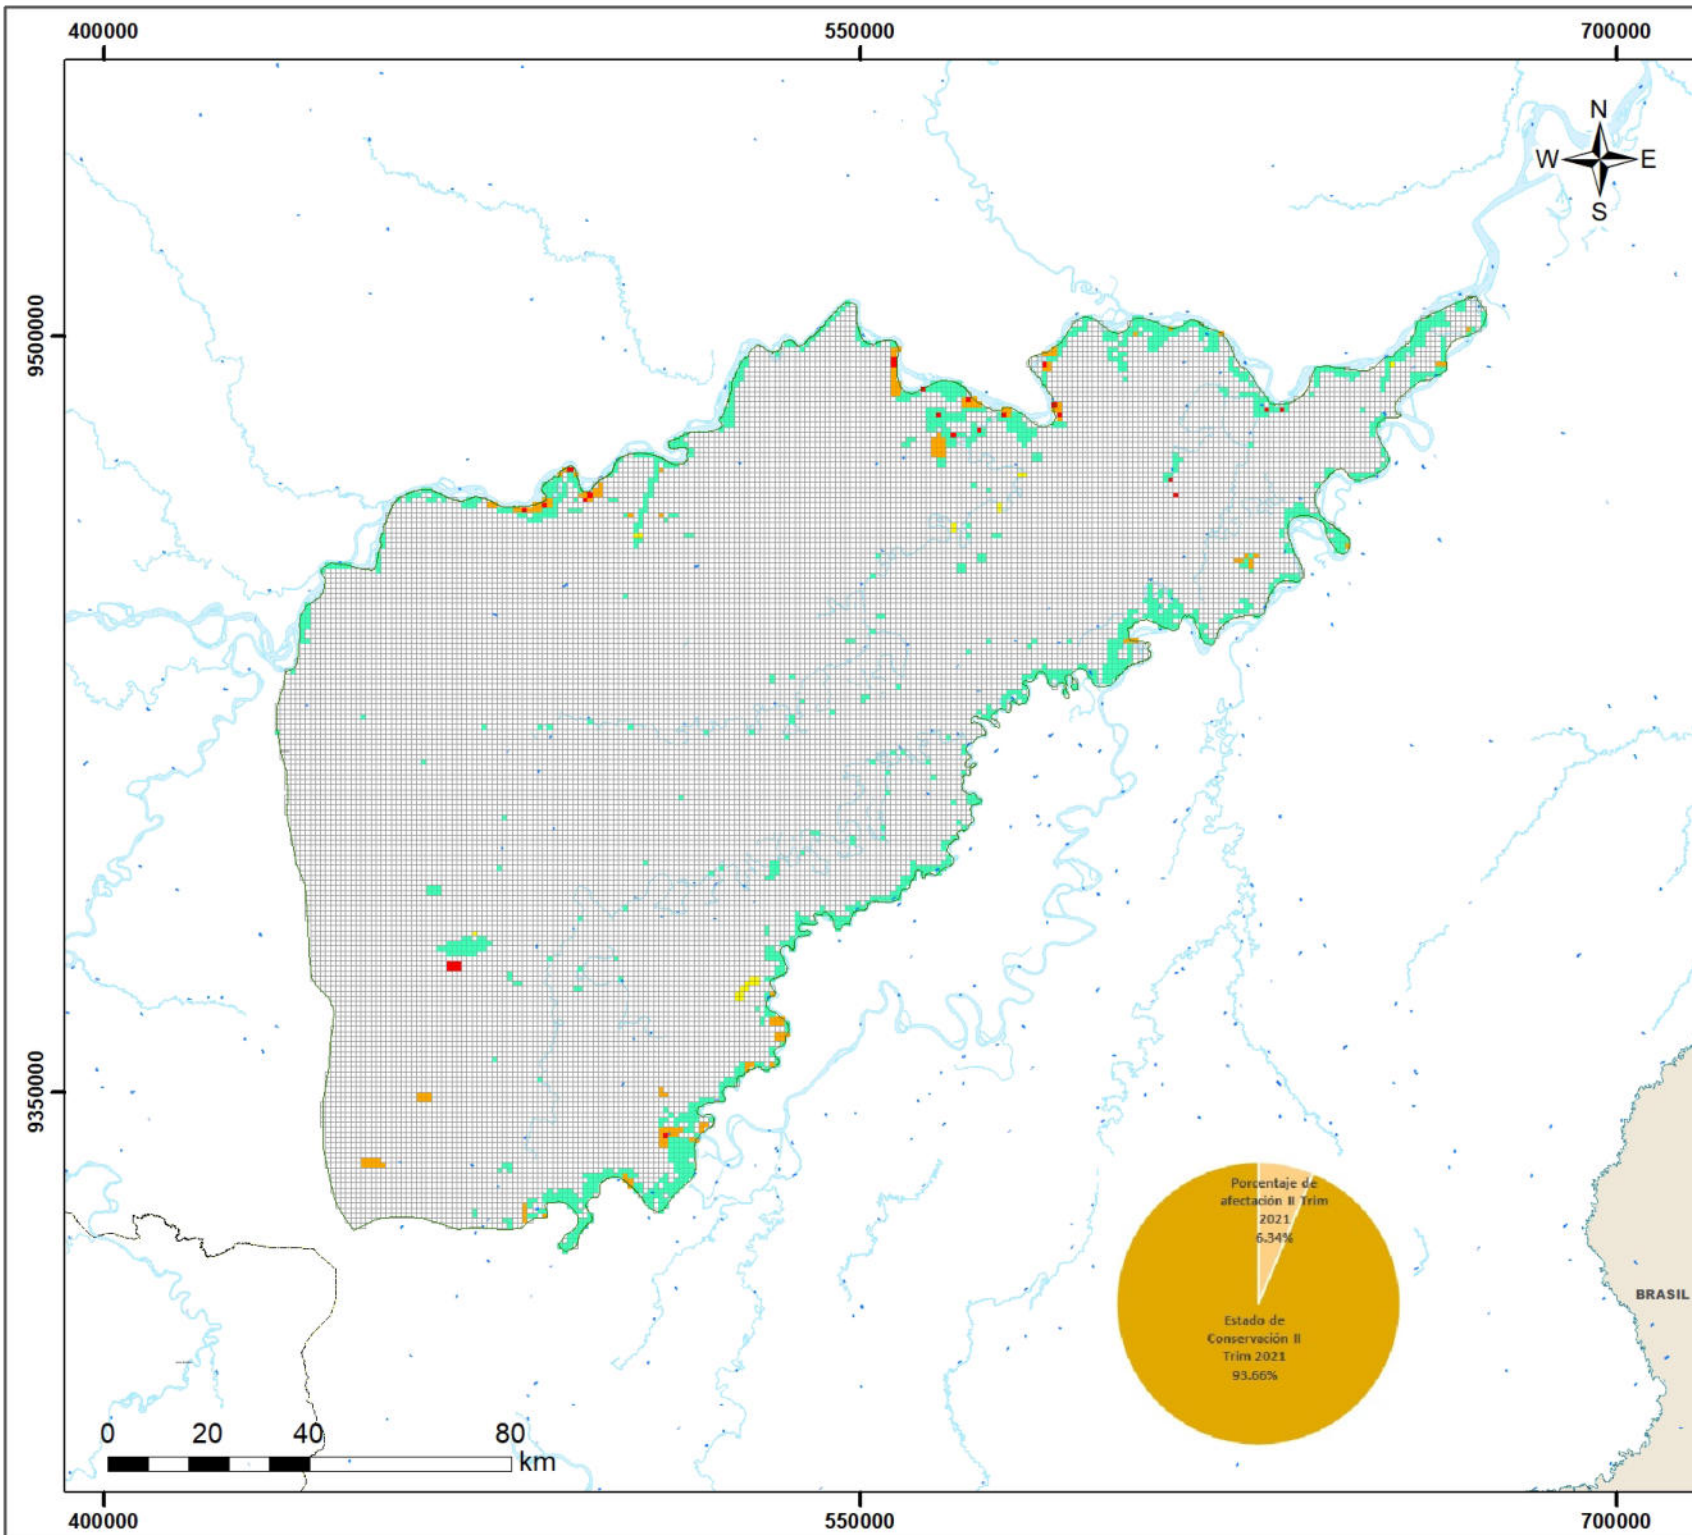 400000 550000 700000
N
W E
S
9500000
9350000
Porcentaje de
afectación II Trim
2021
6.34%
Estado de
Conservación II
Trim 2021
93.66%
BRASIL
0 20 40 80
km
400000 550000 700000